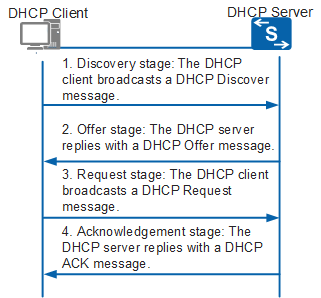 DHCP Client
DHCP Server
S
1. Discovery stage: The DHCP
client broadcasts a DHCP Discover
message.
2. Offer stage: The DHCP server
replies with a DHCP Offer message.
3. Request stage: The DHCP client
broadcasts a DHCP Request
message.
4. Acknowledgement stage: The
DHCP server replies with a DHCP
ACK message.